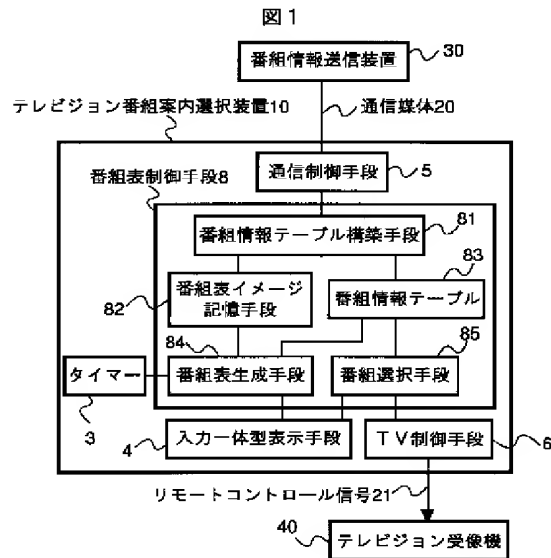 図1
番組情報送信装置
30
テレビジョン番組案内選択装置10
通信媒体20
番組表制御手段8
通信制御手段
5
81
番組情報テーブル構築手段
83
番組表イメージ
記憶手段
82
番組情報テーブル
84
85
タイマー
番組表生成手段
番組選択手段
3
4
入力一体型表示手段
TV制御手段
6
リモートコントロール信号21
40
テレビジョン受像機